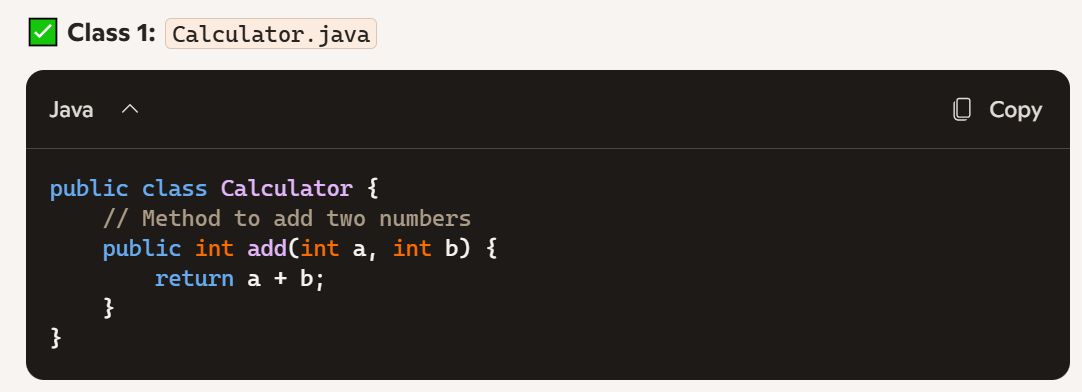 ✅ Class 1: Calculator.java
Java
Copy
public class Calculator {
    // Method to add two numbers
    public int add(int a, int b) {
        return a + b;
    }
}